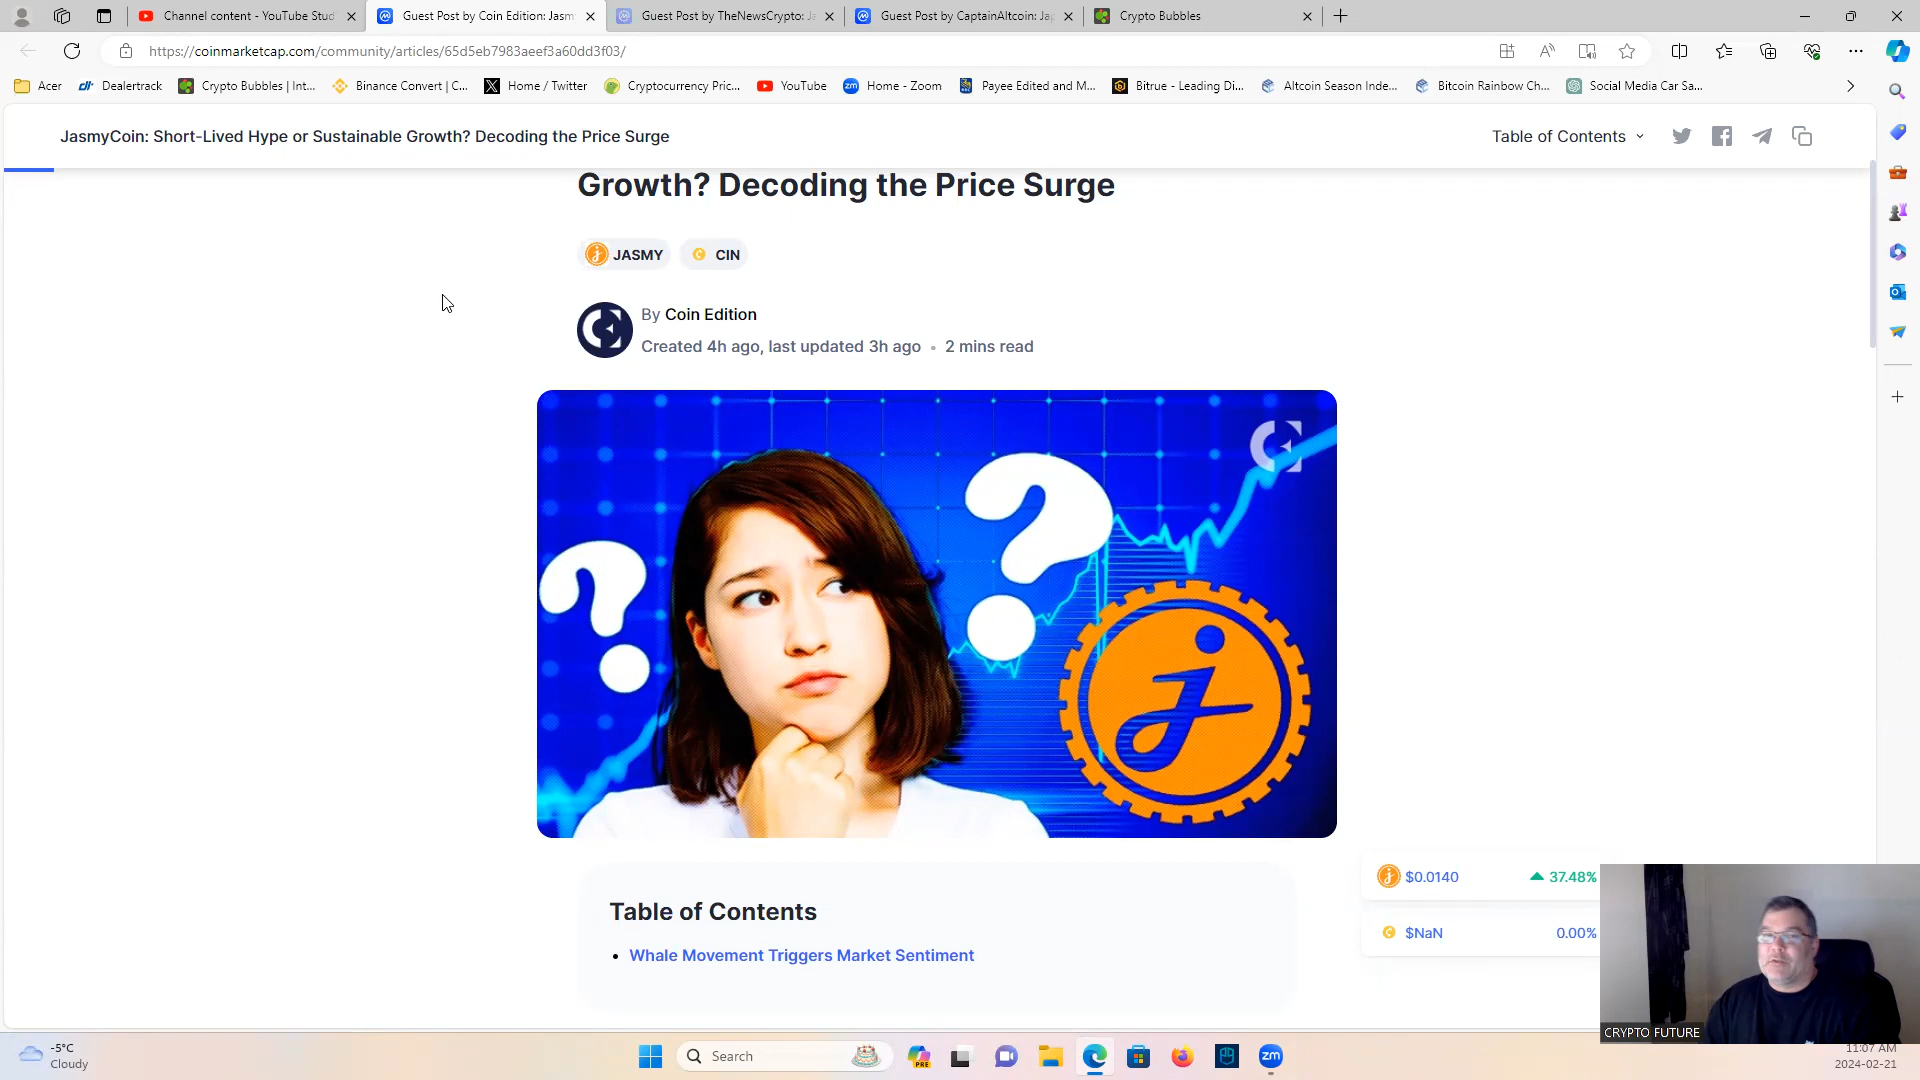 Channel content - YouTube Stud
Guest Post by Coin Edition: Jasm
Guest Post by TheNewsCrypto: Ja
Guest Post by CaptainAltcoin: Jap
Crypto Bubbles
https://coinmarketcap.com/community/articles/65d5eb7983aeef3a60dd3f03/
Acer
Dealertrack
Crypto Bubbles | Int...
Binance Convert | C...
Home / Twitter
Cryptocurrency Pric...
YouTube
Home - Zoom
Payee Edited and M...
Bitrue - Leading Di...
Altcoin Season Inde...
Bitcoin Rainbow Ch...
Social Media Car Sa...
JasmyCoin: Short-Lived Hype or Sustainable Growth? Decoding the Price Surge
Table of Contents
Growth? Decoding the Price Surge
JASMY
CIN
By Coin Edition
Created 4h ago, last updated 3h ago • 2 mins read
Table of Contents
• Whale Movement Triggers Market Sentiment
$0.0140 37.48%
$NaN 0.00%
CRYPTO FUTURE
-5°C
Cloudy
Search
PRE
zm
11:07 AM
2024-02-21